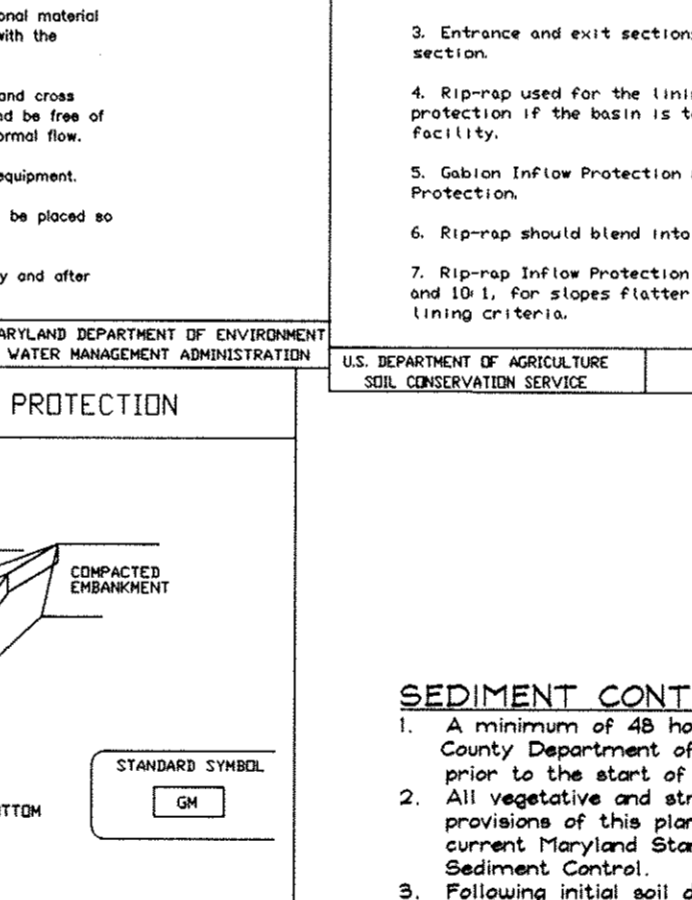 onal material
with the
and cross
nd be free of
ormal flow.
equipment.
be placed so
y and after
ARYLAND DEPARTMENT OF ENVIRONMENT
WATER MANAGEMENT ADMINISTRATION
3. Entrance and exit section
section.
4. Rip-rap used for the lini
protection if the basin is t
facility.
5. Gabion Inflow Protection
Protection.
6. Rip-rap should blend into
7. Rip-rap Inflow Protection
and 10:1, for slopes flatter
lining criteria.
U.S. DEPARTMENT OF AGRICULTURE
SOIL CONSERVATION SERVICE
PROTECTION
COMPACTED
EMBANKMENT
STANDARD SYMBOL
GM
TTOM
SEDIMENT CONT
1. A minimum of 48 ho
County Department of
prior to the start of
2. All vegetative and str
provisions of this plan
current Maryland Sta
Sediment Control.
3. Following initial soil d